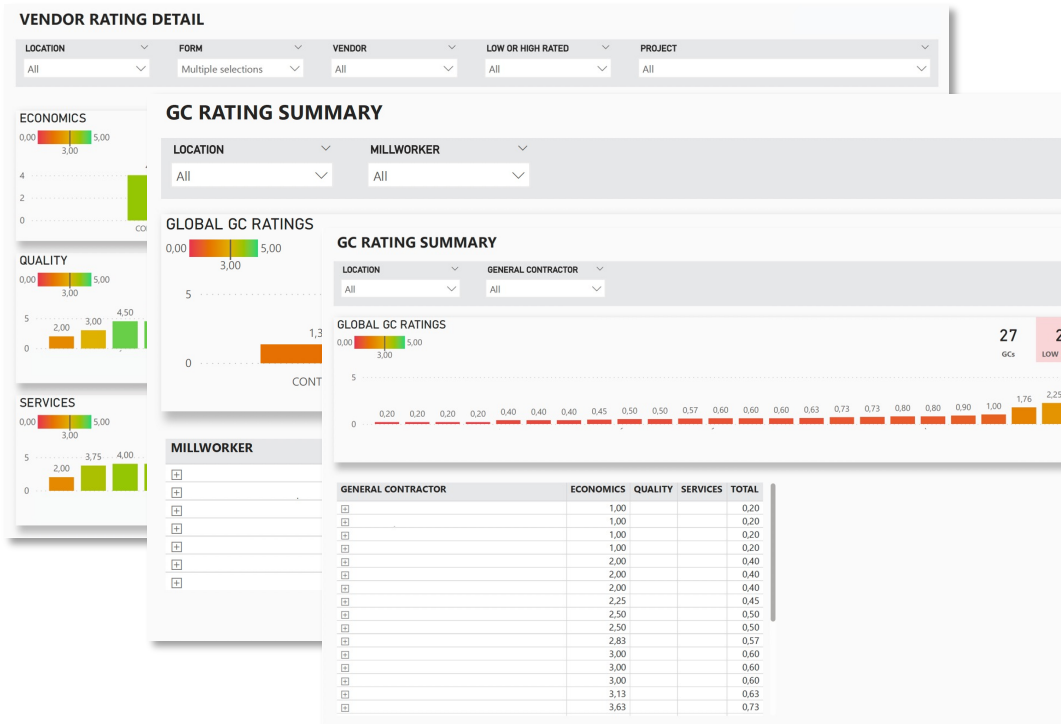 VENDOR RATING DETAIL
LOCATION FORM VENDOR LOW OR HIGH RATED PROJECT
All Multiple selections All All All
ECONOMICS
0,00 5,00
3,00
4
2
0
QUALITY
0,00 5,00
3,00
4,50
5 2,00 3,00
0
SERVICES
0,00 5,00
3,00
5 2,00 3,75 4,00
0
GC RATING SUMMARY
LOCATION MILLWORKER
All All
GLOBAL GC RATINGS
0,00 5,00
3,00
5
0
MILLWORKER
GC RATING SUMMARY
LOCATION GENERAL CONTRACTOR
All All
GLOBAL GC RATINGS
0,00 5,00
3,00
27
GCs LOW
5
0,20 0,20 0,20 0,20 0,40 0,40 0,40 0,45 0,50 0,50 0,57 0,60 0,60 0,60 0,63 0,73 0,73 0,80 0,80 0,90 1,00 1,76 2,25
0
GENERAL CONTRACTOR ECONOMICS QUALITY SERVICES TOTAL
1,00 0,20
1,00 0,20
1,00 0,20
1,00 0,20
2,00 0,40
2,00 0,40
2,00 0,40
2,25 0,45
2,50 0,50
2,50 0,50
2,83 0,57
3,00 0,60
3,00 0,60
3,00 0,60
3,13 0,63
3,63 0,73